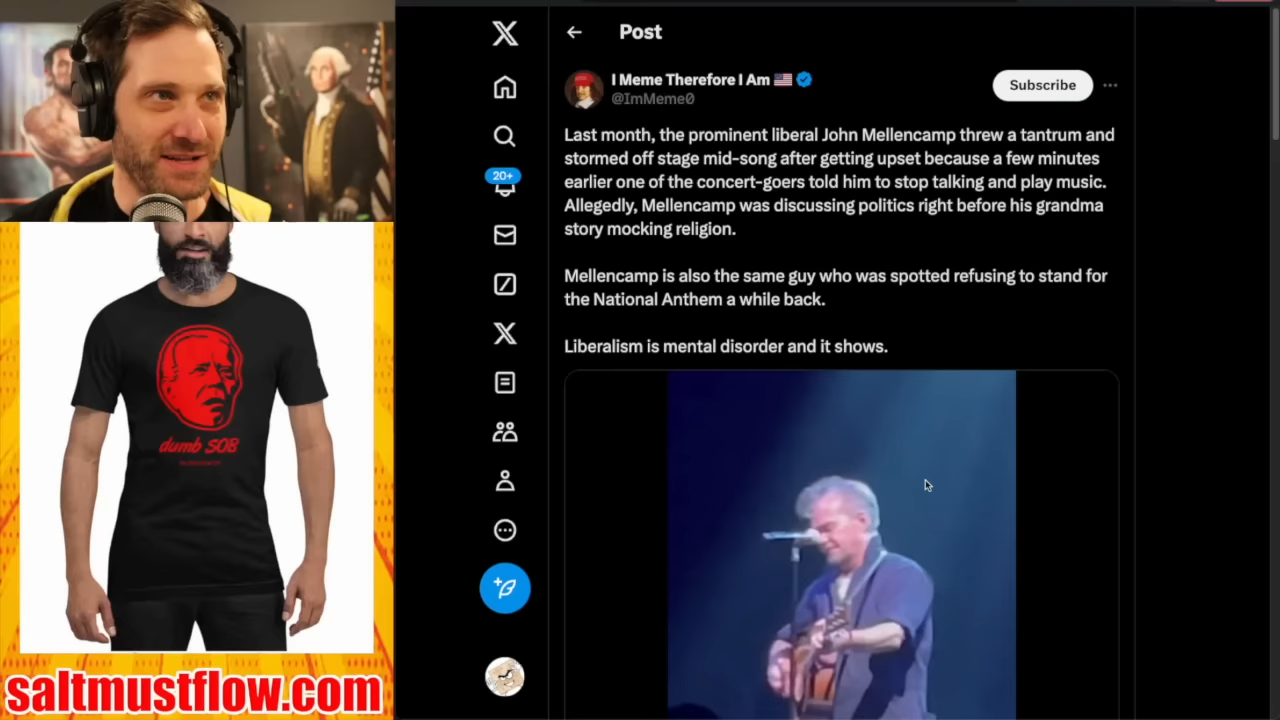 Post
I Meme Therefore I Am
@ImMeme0
Subscribe
20+
Last month, the prominent liberal John Mellencamp threw a tantrum and
stormed off stage mid-song after getting upset because a few minutes
earlier one of the concert-goers told him to stop talking and play music.
Allegedly, Mellencamp was discussing politics right before his grandma
story mocking religion.
Mellencamp is also the same guy who was spotted refusing to stand for
the National Anthem a while back.
Liberalism is mental disorder and it shows.
dumb SOB
saltmustflow.com